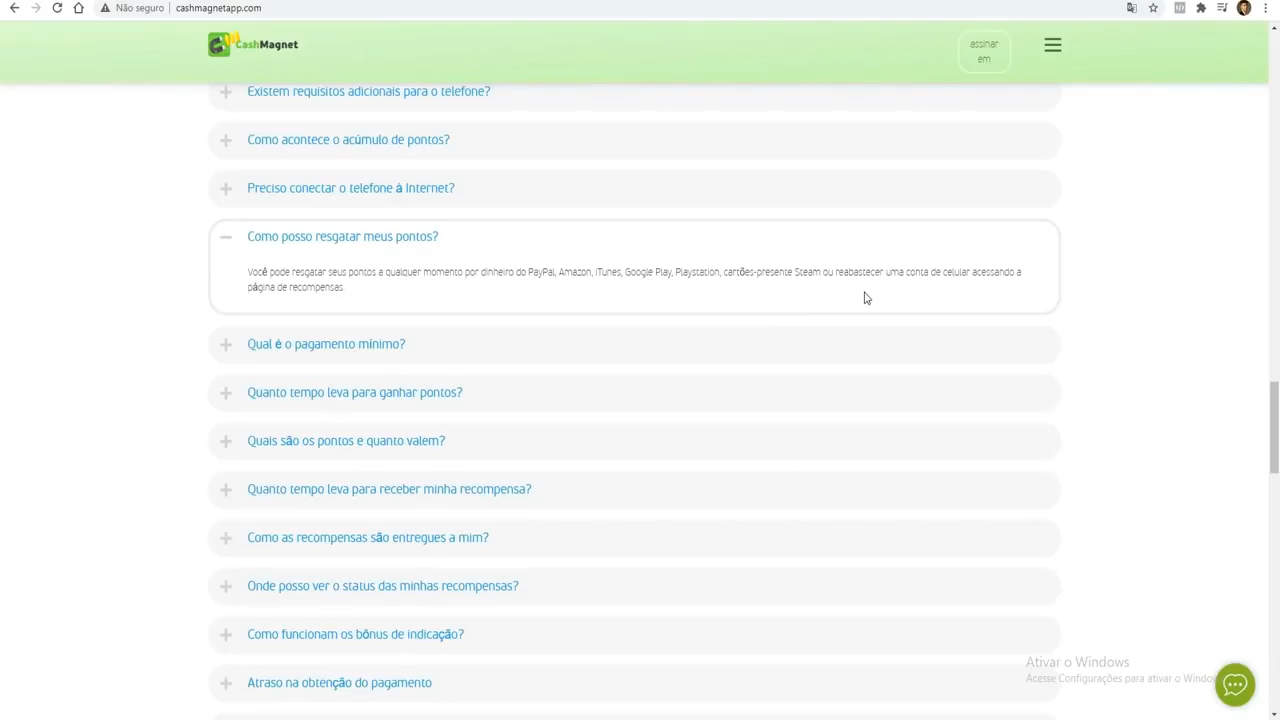 Não seguro
cashmagnetapp.com
CashMagnet
assinar
em
Existem requisitos adicionais para o telefone?
Como acontece o acúmulo de pontos?
Preciso conectar o telefone à Internet?
Como posso resgatar meus pontos?
Você pode resgatar seus pontos a qualquer momento por dinheiro do PayPal, Amazon, iTunes, Google Play, Playstation, cartões-presente Steam ou reabastecer uma conta de celular acessando a
página de recompensas.
Qual é o pagamento mínimo?
Quanto tempo leva para ganhar pontos?
Quais são os pontos e quanto valem?
Quanto tempo leva para receber minha recompensa?
Como as recompensas são entregues a mim?
Onde posso ver o status das minhas recompensas?
Como funcionam os bônus de indicação?
Ativar o Windows
Acesse Configurações para ativar o
Atraso na obtenção do pagamento